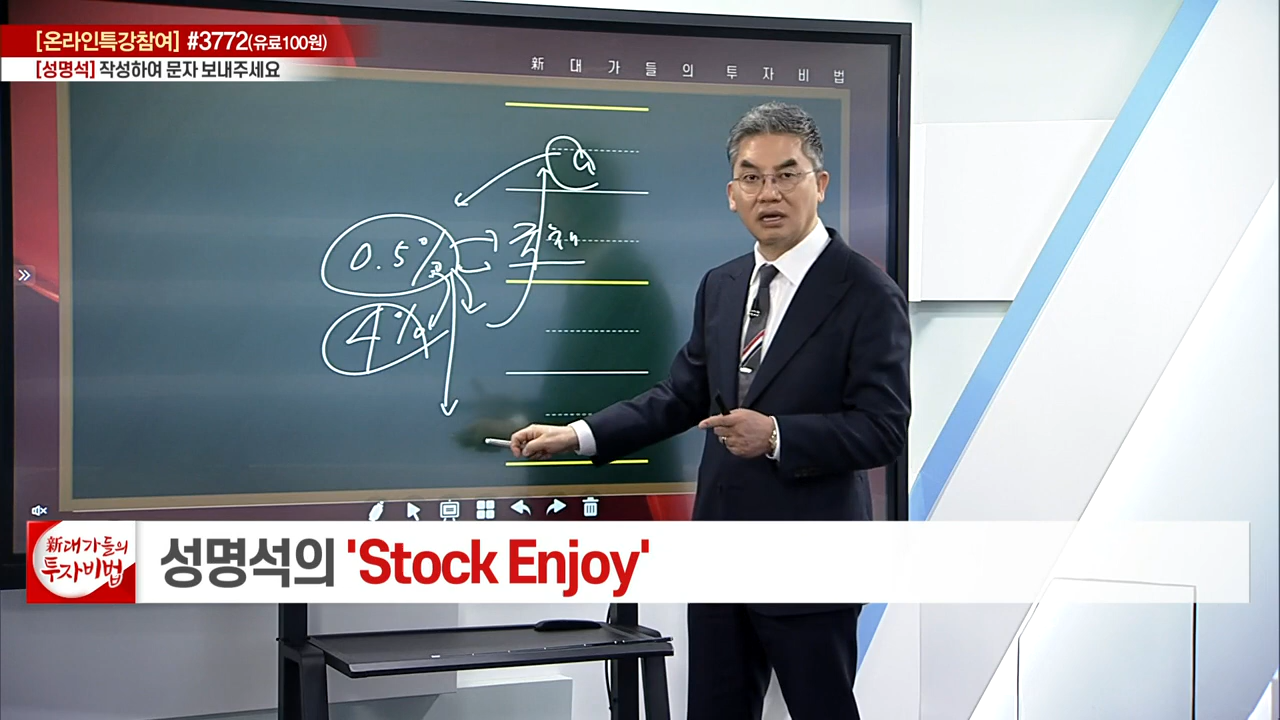 [온라인특강참여] #3772(유료100원)
[성명석] 작성하여 문자 보내주세요
新 대 가 들 의 투 자 비 법
0.5%
국채
4%
新대가들의
투자비법
성명석의 'Stock Enjoy'